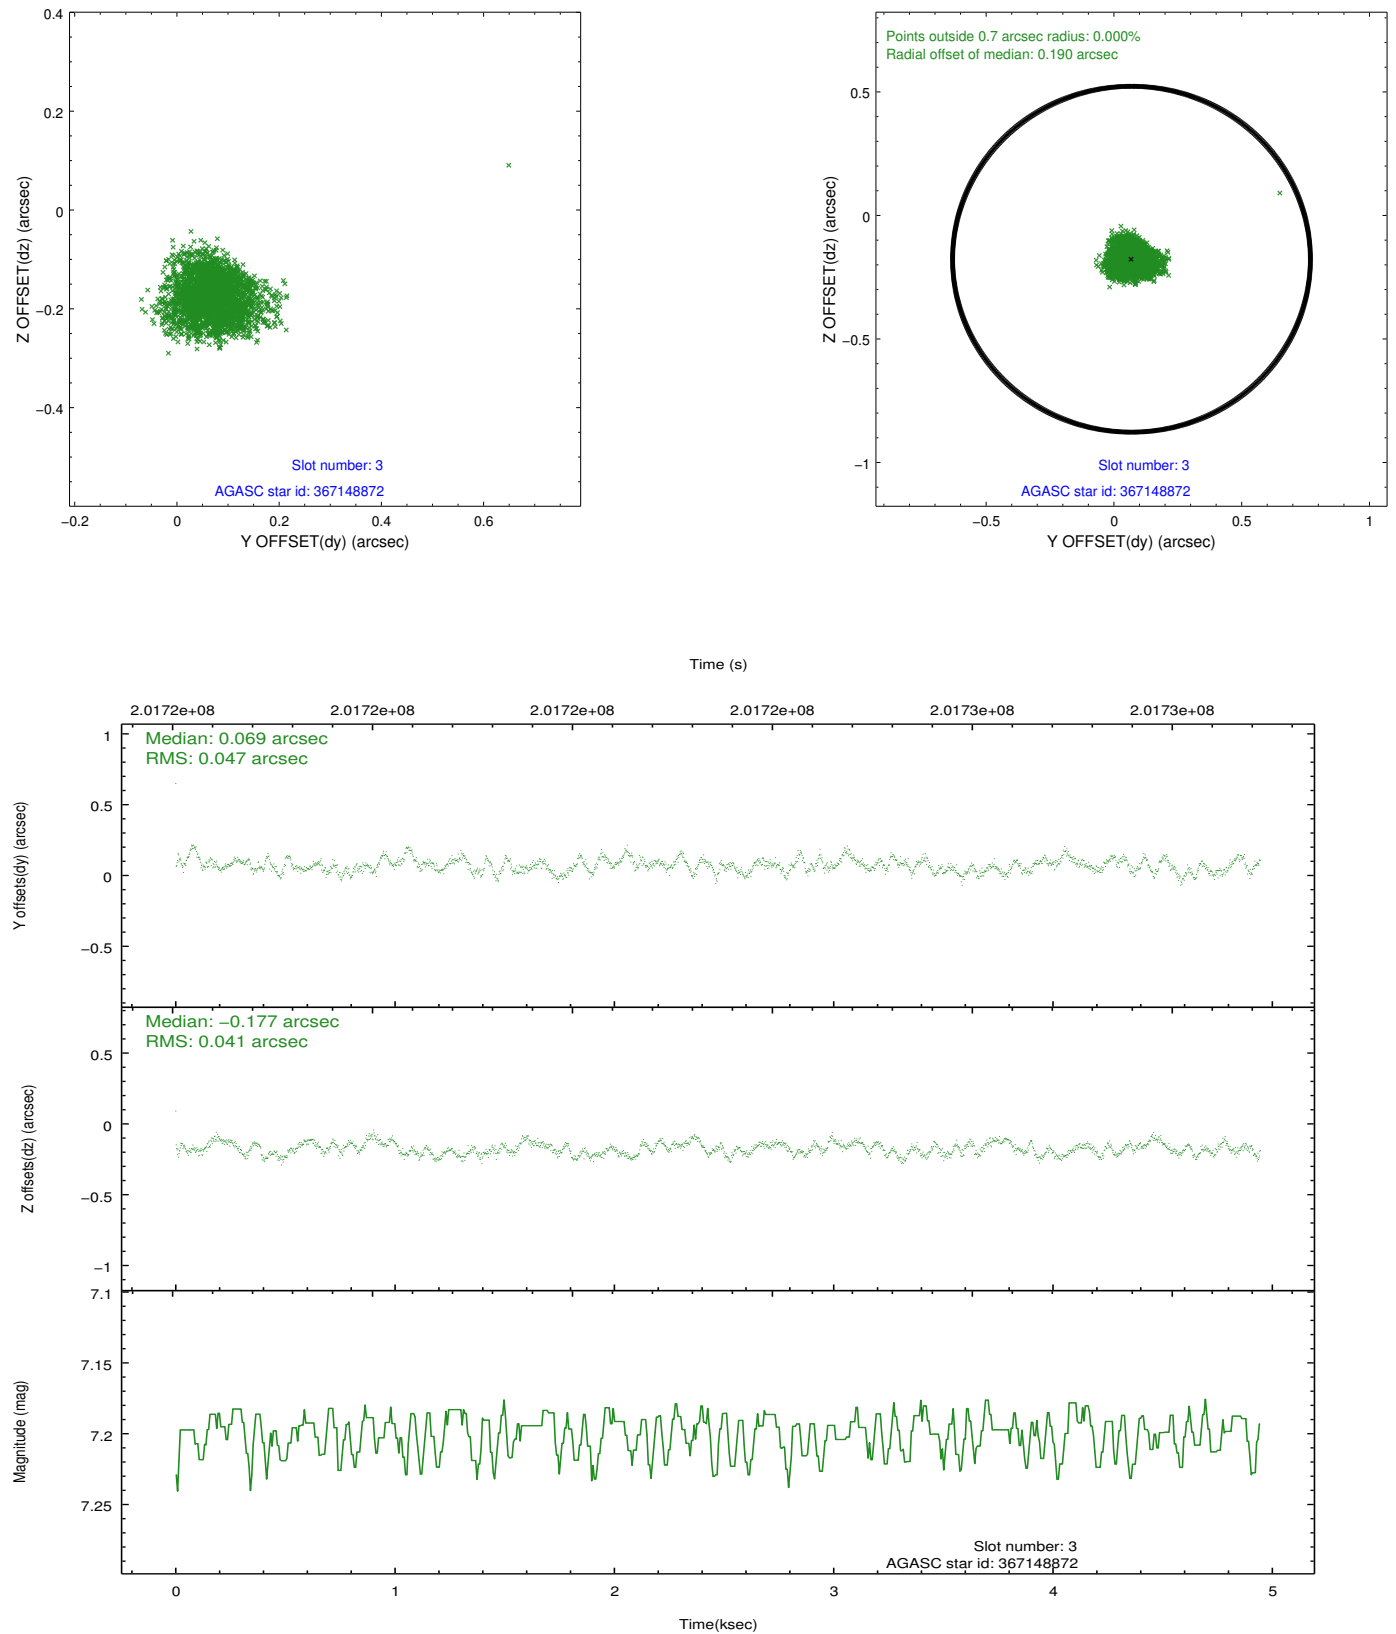 0.4
0.2
0
−0.2
−0.4
Z OFFSET(dz) (arcsec)
Slot number: 3
AGASC star id: 367148872
−0.2 0 0.2 0.4 0.6
Y OFFSET(dy) (arcsec)
Points outside 0.7 arcsec radius: 0.000%
Radial offset of median: 0.190 arcsec
0.5
0
−0.5
−1
Z OFFSET(dz) (arcsec)
Slot number: 3
AGASC star id: 367148872
−0.5 0 0.5 1
Y OFFSET(dy) (arcsec)
Time (s)
2.0172e+08 2.0172e+08 2.0172e+08 2.0172e+08 2.0173e+08 2.0173e+08
Median: 0.069 arcsec
RMS: 0.047 arcsec
1
0.5
0
−0.5
Y offsets(dy) (arcsec)
Median: −0.177 arcsec
RMS: 0.041 arcsec
0.5
0
−0.5
−1
Z offsets(dz) (arcsec)
7.1
7.15
7.2
7.25
Magnitude (mag)
Slot number: 3
AGASC star id: 367148872
0 1 2 3 4 5
Time(ksec)